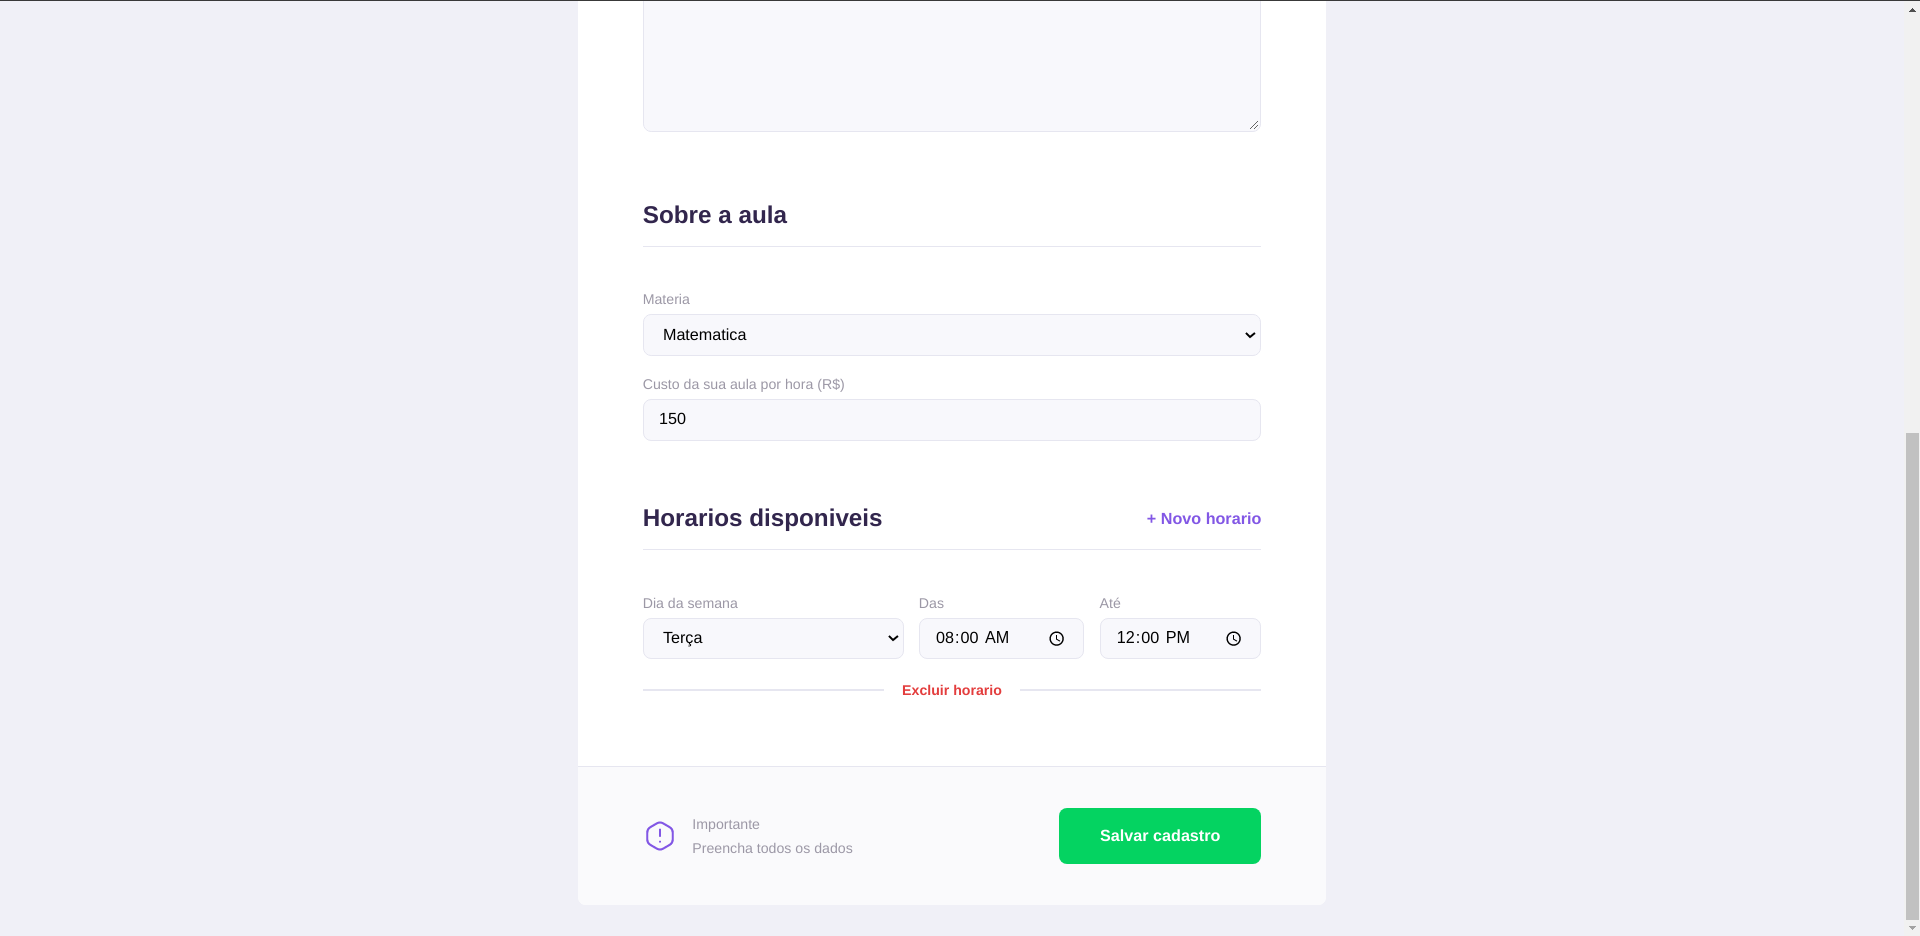 Sobre a aula
Materia
Matematica
Custo da sua aula por hora (R$)
150
Horarios disponiveis
+ Novo horario
Dia da semana
Das
Até
Terça
08:00 AM
12:00 PM
Excluir horario
Importante
Preencha todos os dados
Salvar cadastro